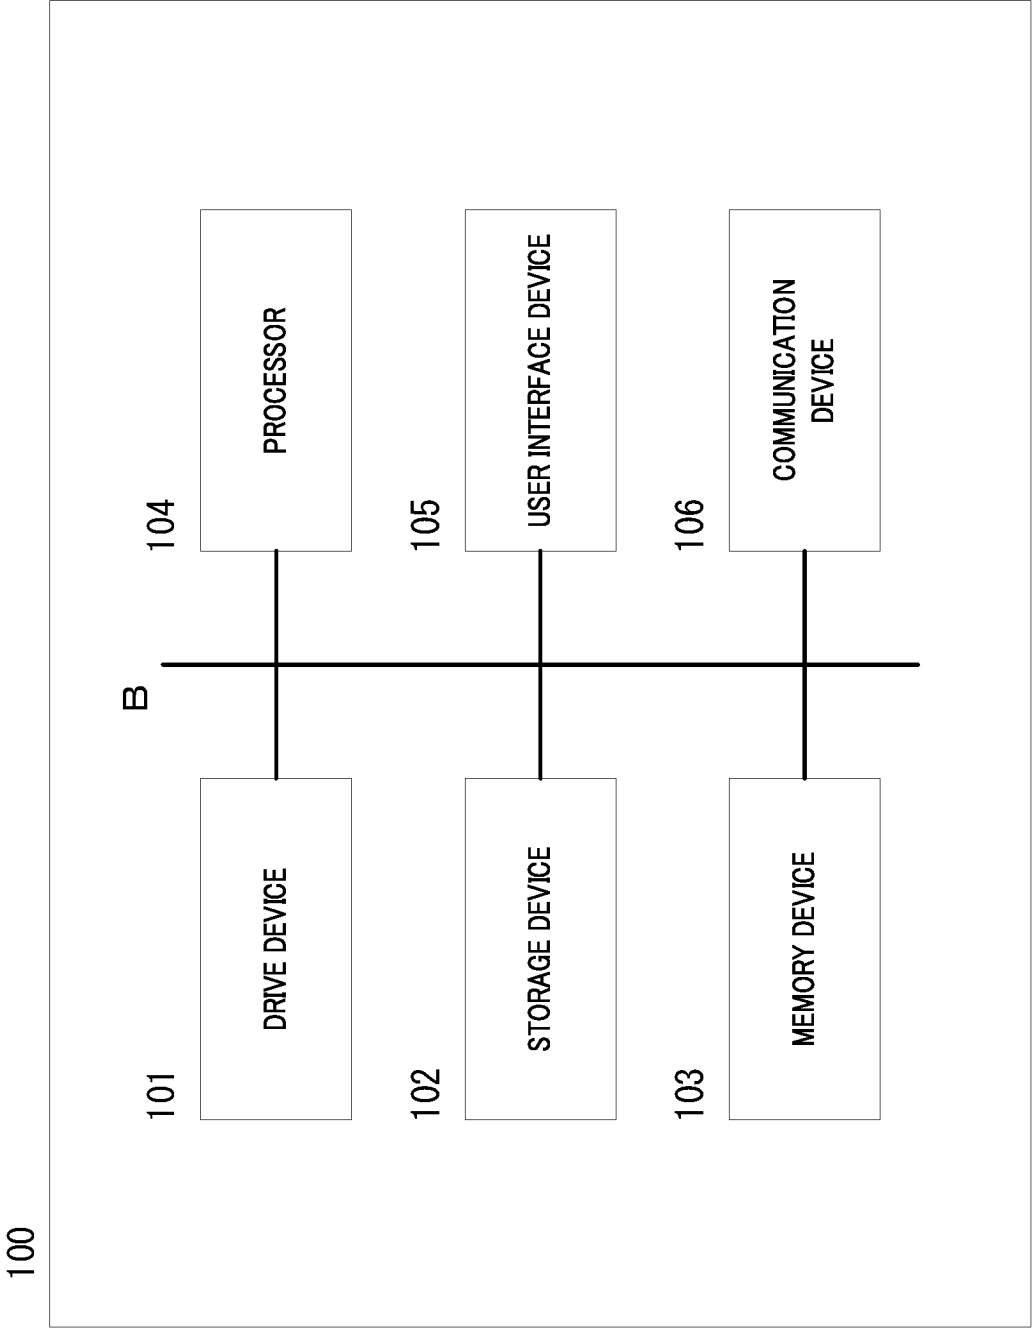 100
101
DRIVE DEVICE
B
104
PROCESSOR
102
STORAGE DEVICE
105
USER INTERFACE DEVICE
103
MEMORY DEVICE
106
COMMUNICATION
DEVICE